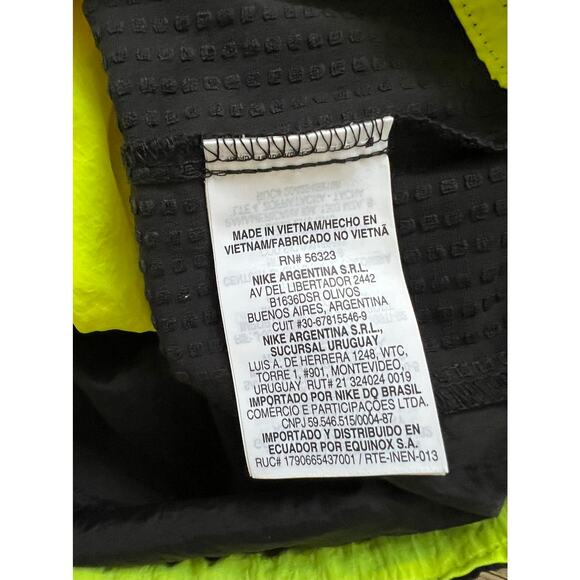 MADE IN VIETNAM/HECHO EN
VIETNAM/FABRICADO NO VIETNÃ
RN# 56323
NIKE ARGENTINA S.R.L.
AV DEL LIBERTADOR 2442
B1636DSR OLIVOS
BUENOS AIRES, ARGENTINA
CUIT #30-67815546-9
NIKE ARGENTINA S.R.L.,
SUCURSAL URUGUAY
LUIS A. DE HERRERA 1248, WTC,
TORRE 1, #901, MONTEVIDEO,
URUGUAY RUT# 21 324024 0019
IMPORTADO POR NIKE DO BRASIL
COMÉRCIO E PARTICIPAÇÕES LTDA.
CNPJ 59.546.515/0004-87
IMPORTADO Y DISTRIBUIDO EN
ECUADOR POR EQUINOX S.A.
RUC# 1790665437001 / RTE-INEN-013